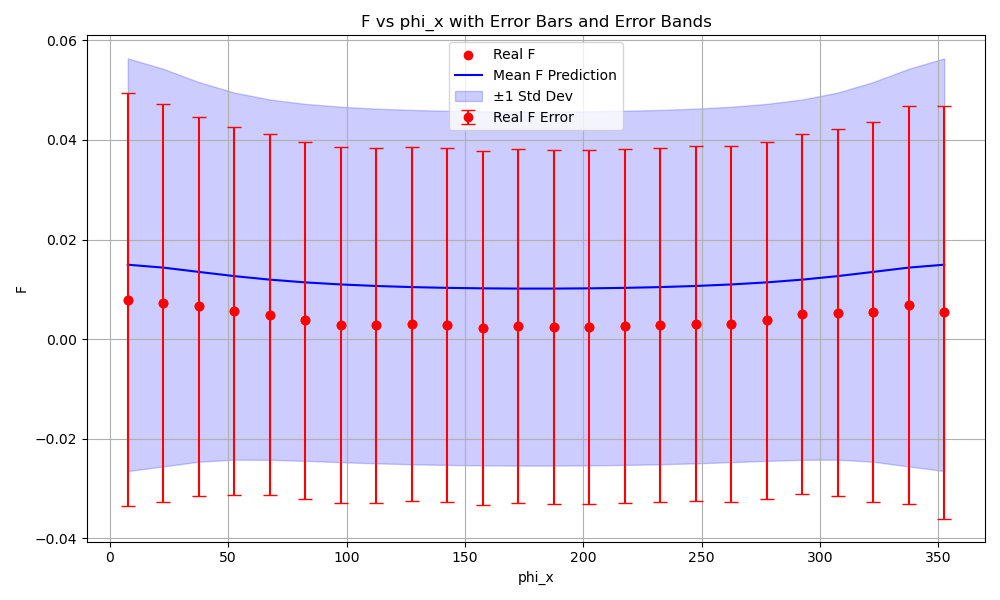 F vs phi_x with Error Bars and Error Bands
Real F
Mean F Prediction
±1 Std Dev
Real F Error
0.06
0.04
0.02
0.00
−0.02
−0.04
F
0
50
100
150
200
250
300
350
phi_x